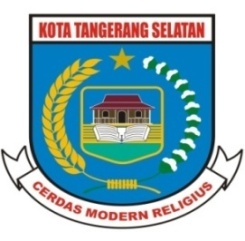 KOTA TANGERANG SELATAN
CERDAS MODERN RELIGIUS